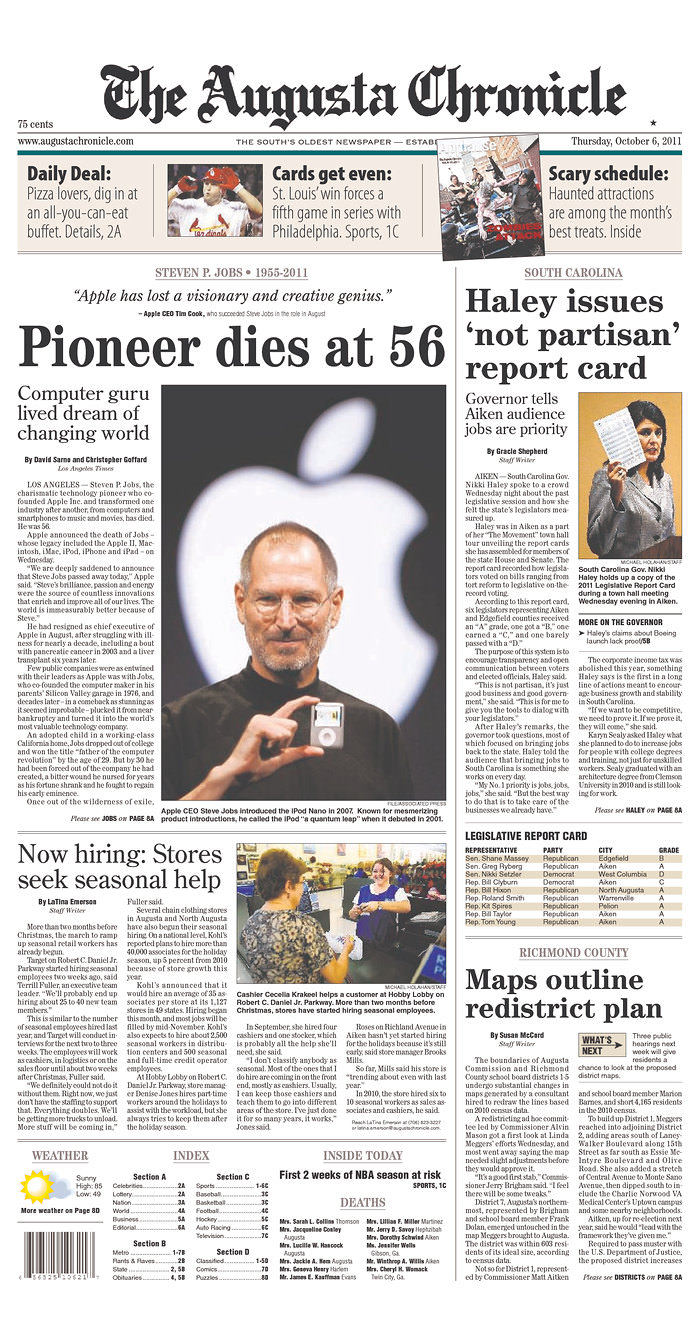 The Augusta Chronicle
75 cents
www.augustachronicle.com
THE SOUTH'S OLDEST NEWSPAPER — ESTAB
Thursday, October 6, 2011
Daily Deal:
Pizza lovers, dig in at
an all-you-can-eat
buffet. Details, 2A
Cards get even:
St. Louis' win forces a
fifth game in series with
Philadelphia. Sports, 1C
ZOMBIES
ATTACK
Scary schedule:
Haunted attractions
are among the month's
best treats. Inside
STEVEN P. JOBS • 1955-2011
“Apple has lost a visionary and creative genius.”
– Apple CEO Tim Cook, who succeeded Steve Jobs in the role in August
Pioneer dies at 56
Computer guru
lived dream of
changing world
By David Sarno and Christopher Goffard
Los Angeles Times
LOS ANGELES — Steven P. Jobs, the
charismatic technology pioneer who co-
founded Apple Inc. and transformed one
industry after another, from computers and
smartphones to music and movies, has died.
He was 56.
Apple announced the death of Jobs –
whose legacy included the Apple II, Mac-
intosh, iMac, iPod, iPhone and iPad – on
Wednesday.
“We are deeply saddened to announce
that Steve Jobs passed away today,” Apple
said. “Steve's brilliance, passion and energy
were the source of countless innovations
that enrich and improve all of our lives. The
world is immeasurably better because of
Steve.”
He had resigned as chief executive of
Apple in August, after struggling with ill-
ness for nearly a decade, including a bout
with pancreatic cancer in 2003 and a liver
transplant six years later.
Few public companies were as entwined
with their leaders as Apple was with Jobs,
who co-founded the computer maker in his
parents' Silicon Valley garage in 1976, and
decades later – in a comeback as stunning as
it seemed improbable – plucked it from near-
bankruptcy and turned it into the world's
most valuable technology company.
An adopted child in a working-class
California home, Jobs dropped out of college
and won the title “father of the computer
revolution” by the age of 29. But by 30 he
had been forced out of the company he had
created, a bitter wound he nursed for years
as his fortune shrank and he fought to regain
his early eminence.
Once out of the wilderness of exile,
Please see JOBS on PAGE 8A
FILE/ASSOCIATED PRESS
Apple CEO Steve Jobs introduced the iPod Nano in 2007. Known for mesmerizing
product introductions, he called the iPod “a quantum leap” when it debuted in 2001.
SOUTH CAROLINA
Haley issues
‘not partisan’
report card
Governor tells
Aiken audience
jobs are priority
By Gracie Shepherd
Staff Writer
AIKEN — South Carolina Gov.
Nikki Haley spoke to a crowd
Wednesday night about the past
legislative session and how she
felt the state's legislators mea-
sured up.
Haley was in Aiken as a part
of her “The Movement” town hall
tour unveiling the report cards
she has assembled for members of
the state House and Senate. The
report card recorded how legisla-
tors voted on bills ranging from
tort reform to legislative on-the-
record voting.
According to this report card,
six legislators representing Aiken
and Edgefield counties received
an “A” grade, one got a “B,” one
earned a “C,” and one barely
passed with a “D.”
The purpose of this system is to
encourage transparency and open
communication between voters
and elected officials, Haley said.
“This is not partisan, it's just
good business and good govern-
ment,” she said. “This is for me to
give you the tools to dialog with
your legislators.”
After Haley's remarks, the
governor took questions, most of
which focused on bringing jobs
back to the state. Haley told the
audience that bringing jobs to
South Carolina is something she
works on every day.
“My No. 1 priority is jobs, jobs,
jobs,” she said. “But the best way
to do that is to take care of the
businesses we already have.”
MICHAEL HOLAHAN/STAFF
South Carolina Gov. Nikki
Haley holds up a copy of the
2011 Legislative Report Card
during a town hall meeting
Wednesday evening in Aiken.
MORE ON THE GOVERNOR
➤ Haley's claims about Boeing
launch lack proof/5B
The corporate income tax was
abolished this year, something
Haley says is the first in a long
line of actions meant to encour-
age business growth and stability
in South Carolina.
“If we want to be competitive,
we need to prove it. If we prove it,
they will come,” she said.
Karyn Sealy asked Haley what
she planned to do to increase jobs
for people with college degrees
and training, not just for unskilled
workers. Sealy graduated with an
architecture degree from Clemson
University in 2010 and is still look-
ing for work.
Please see HALEY on PAGE 8A
LEGISLATIVE REPORT CARD
REPRESENTATIVE PARTY CITY GRADE
Sen. Shane Massey Republican Edgefield B
Sen. Greg Ryberg Republican Aiken A
Sen. Nikki Setzler Democrat West Columbia D
Rep. Bill Clyburn Democrat Aiken C
Rep. Bill Hixon Republican North Augusta A
Rep. Roland Smith Republican Warrenville A
Rep. Kit Spires Republican Pelion A
Rep. Bill Taylor Republican Aiken A
Rep. Tom Young Republican Aiken A
Now hiring: Stores
seek seasonal help
By LaTina Emerson
Staff Writer
More than two months before
Christmas, the march to ramp
up seasonal retail workers has
already begun.
Target on Robert C. Daniel Jr.
Parkway started hiring seasonal
employees two weeks ago, said
Terrill Fuller, an executive team
leader. “We'll probably end up
hiring about 25 to 40 new team
members.”
This is similar to the number
of seasonal employees hired last
year, and Target will conduct in-
terviews for the next two to three
weeks. The employees will work
as cashiers, in logistics or on the
sales floor until about two weeks
after Christmas, Fuller said.
“We definitely could not do it
without them. Right now, we just
don't have the staffing to support
that. Everything doubles. We'll
be getting more trucks to unload.
More stuff will be coming in,”
Fuller said.
Several chain clothing stores
in Augusta and North Augusta
have also begun their seasonal
hiring. On a national level, Kohl's
reported plans to hire more than
40,000 associates for the holiday
season, up 5 percent from 2010
because of store growth this
year.
Kohl's announced that it
would hire an average of 35 as-
sociates per store at its 1,127
stores in 49 states. Hiring began
this month, and most jobs will be
filled by mid-November. Kohl's
also expects to hire about 2,500
seasonal workers in distribu-
tion centers and 500 seasonal
and full-time credit operator
employees.
At Hobby Lobby on Robert C.
Daniel Jr. Parkway, store manag-
er Denise Jones hires part-time
workers around the holidays to
assist with the workload, but she
always tries to keep them after
the holiday season.
MICHAEL HOLAHAN/STAFF
Cashier Cecelia Krakeel helps a customer at Hobby Lobby on
Robert C. Daniel Jr. Parkway. More than two months before
Christmas, stores have started hiring seasonal employees.
In September, she hired four
cashiers and one stocker, which
is probably all the help she'll
need, she said.
“I don't classify anybody as
seasonal. Most of the ones that I
do hire are coming in on the front
end, mostly as cashiers. Usually,
I can keep those cashiers and
teach them to go into different
areas of the store. I've just done
it for so many years, it works,”
Jones said.
Roses on Richland Avenue in
Aiken hasn't yet started hiring
for the holidays because it's still
early, said store manager Brooks
Mills.
So far, Mills said his store is
“trending about even with last
year.”
In 2010, the store hired six to
10 seasonal workers as sales as-
sociates and cashiers, he said.
Reach LaTina Emerson at (706) 823-3227
or latina.emerson@augustachronicle.com.
RICHMOND COUNTY
Maps outline
redistrict plan
By Susan McCord
Staff Writer
The boundaries of Augusta
Commission and Richmond
County school board districts 1-5
undergo substantial changes in
maps generated by a consultant
hired to redraw the lines based
on 2010 census data.
A redistricting ad hoc commit-
tee led by Commissioner Alvin
Mason got a first look at Linda
Meggers' efforts Wednesday, and
most went away saying the map
needed slight adjustments before
they would approve it.
“It's a good first stab,” Commis-
sioner Jerry Brigham said. “I feel
there will be some tweaks.”
District 7, Augusta's northern-
most, represented by Brigham
and school board member Frank
Dolan, emerged untouched in the
map Meggers brought to Augusta.
The district was within 603 resi-
dents of its ideal size, according
to census data.
Not so for District 1, represent-
ed by Commissioner Matt Aitken
WHAT'S
NEXT
Three public
hearings next
week will give
residents a
chance to look at the proposed
district maps.
and school board member Marion
Barnes, and short 4,165 residents
in the 2010 census.
To build up District 1, Meggers
reached into adjoining District
2, adding areas south of Laney-
Walker Boulevard along 15th
Street as far south as Essie Mc-
Intyre Boulevard and Olive
Road. She also added a stretch
of Central Avenue to Monte Sano
Avenue, then dipped south to in-
clude the Charlie Norwood VA
Medical Center's Uptown campus
and some nearby neighborhoods.
Aitken, up for re-election next
year, said he would “lead with the
framework they've given me.”
Required to pass muster with
the U.S. Department of Justice,
the proposed district increases
Please see DISTRICTS on PAGE 8A
WEATHER
Sunny
High: 85
Low: 49
More weather on Page 8D
INDEX
Section A
Celebrities 2A
Lottery 2A
Nation 3A
World 4A
Business 5A
Editorial 6A
Section B
Metro 1-7B
Rants & Raves 2B
State 2, 5B
Obituaries 4, 5B
Section C
Sports 1-6C
Baseball 3C
Basketball 3C
Football 4C
Hockey 5C
Auto Racing 6C
Television 7C
Section D
Classified 1-5D
Comics 7D
Puzzles 8D
INSIDE TODAY
First 2 weeks of NBA season at risk
SPORTS, 1C
DEATHS
Mrs. Sarah L. Collins Thomson
Mrs. Jacqueline Conley
Augusta
Mrs. Lucille W. Hancock
Augusta
Mrs. Jackie A. Hem Augusta
Mrs. Geneva Henry Harlem
Mr. James E. Kauffman Evans
Mrs. Lillian F. Miller Martinez
Mr. Jerry D. Savoy Hephzibah
Mrs. Dorothy Schwind Aiken
Ms. Jennifer Wells
Gibson, Ga.
Mr. Winthrop A. Willis Aiken
Mrs. Cheryl H. Womack
Twin City, Ga.